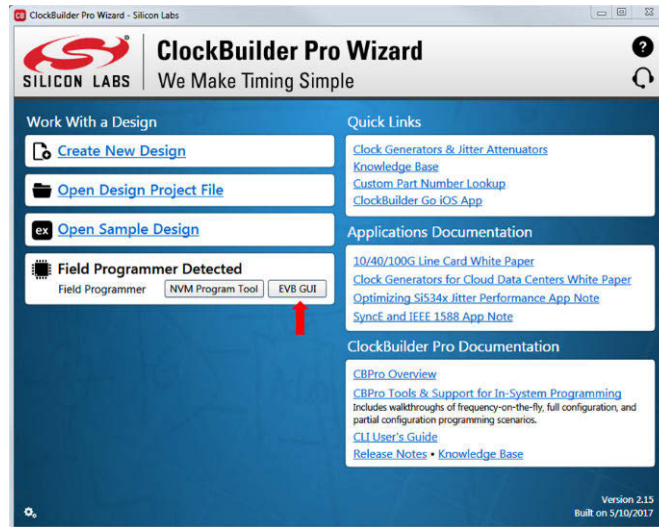 ClockBuilder Pro Wizard - Silicon Labs
SILICON LABS
ClockBuilder Pro Wizard
We Make Timing Simple
?
Work With a Design
Create New Design
Open Design Project File
ex Open Sample Design
Field Programmer Detected
Field Programmer NVM Program Tool EVB GUI
Quick Links
Clock Generators & Jitter Attenuators
Knowledge Base
Custom Part Number Lookup
ClockBuilder Go iOS App
Applications Documentation
10/40/100G Line Card White Paper
Clock Generators for Cloud Data Centers White Paper
Optimizing Si534x Jitter Performance App Note
SyncE and IEEE 1588 App Note
ClockBuilder Pro Documentation
CBPro Overview
CBPro Tools & Support for In-System Programming
Includes walkthroughs of frequency-on-the-fly, full configuration, and
partial configuration programming scenarios.
CLI User's Guide
Release Notes • Knowledge Base
Version 2.15
Built on 5/10/2017